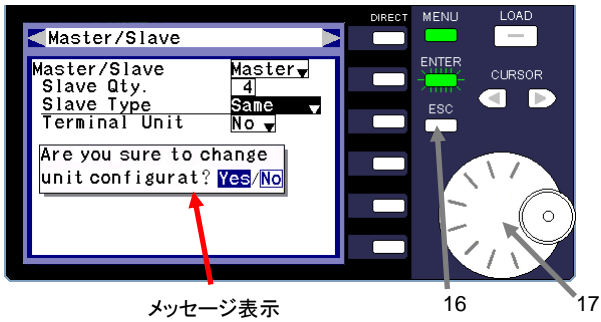 Master/Slave
DIRECT
MENU
LOAD
Master/Slave Master
Slave Qty. 4
Slave Type Same
Terminal Unit No
ENTER
CURSOR
ESC
Are you sure to change
unit configurat? Yes/No
メッセージ表示
16
17